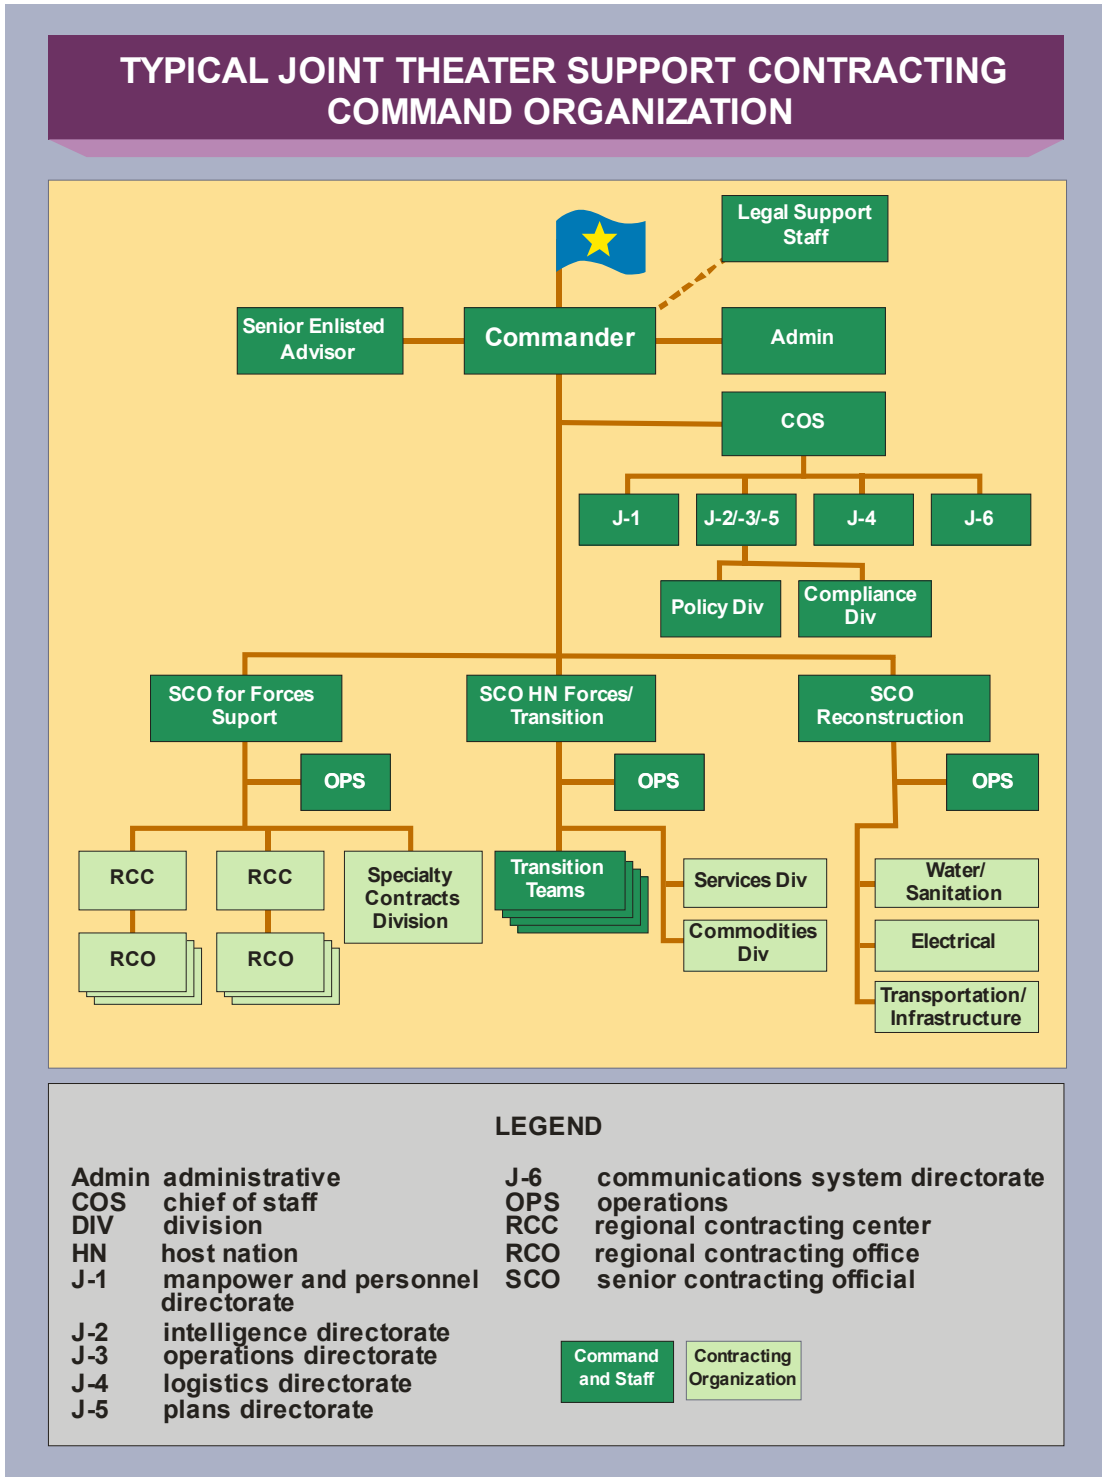 TYPICAL JOINT THEATER SUPPORT CONTRACTING
COMMAND ORGANIZATION
Legal Support
Staff
Senior Enlisted
Advisor
Commander
Admin
COS
J-1
J-2/-3/-5
J-4
J-6
Policy Div
Compliance
Div
SCO for Forces
Suport
SCO HN Forces/
Transition
SCO
Reconstruction
OPS
OPS
OPS
RCC
RCC
Specialty
Contracts
Division
RCO
RCO
Transition
Teams
Services Div
Commodities
Div
Water/
Sanitation
Electrical
Transportation/
Infrastructure
LEGEND
Admin administrative
COS chief of staff
DIV division
HN host nation
J-1 manpower and personnel
directorate
J-2 intelligence directorate
J-3 operations directorate
J-4 logistics directorate
J-5 plans directorate
J-6 communications system directorate
OPS operations
RCC regional contracting center
RCO regional contracting office
SCO senior contracting official
Command
and Staff
Contracting
Organization